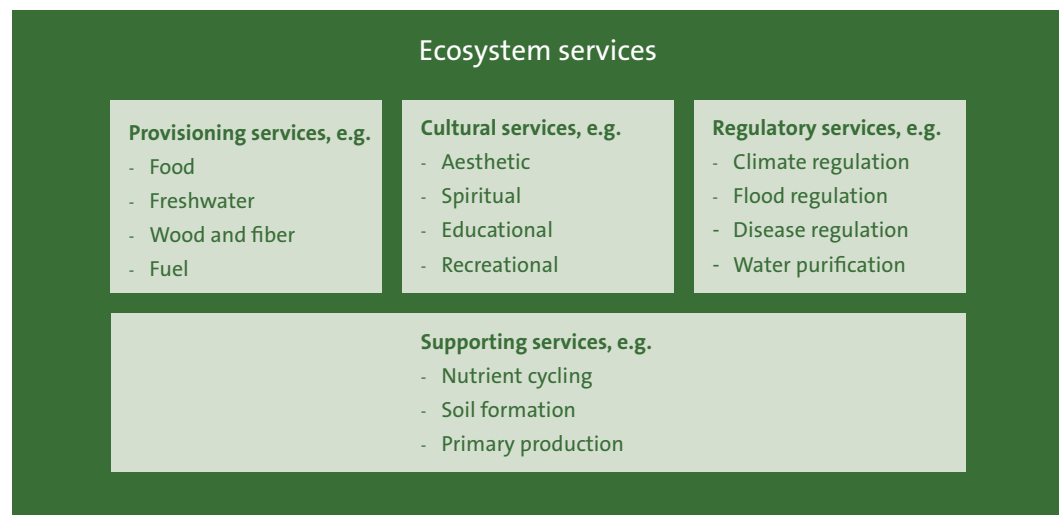 Ecosystem services
Provisioning services, e.g.
- Food
- Freshwater
- Wood and fiber
- Fuel
Cultural services, e.g.
- Aesthetic
- Spiritual
- Educational
- Recreational
Regulatory services, e.g.
- Climate regulation
- Flood regulation
- Disease regulation
- Water purification
Supporting services, e.g.
- Nutrient cycling
- Soil formation
- Primary production